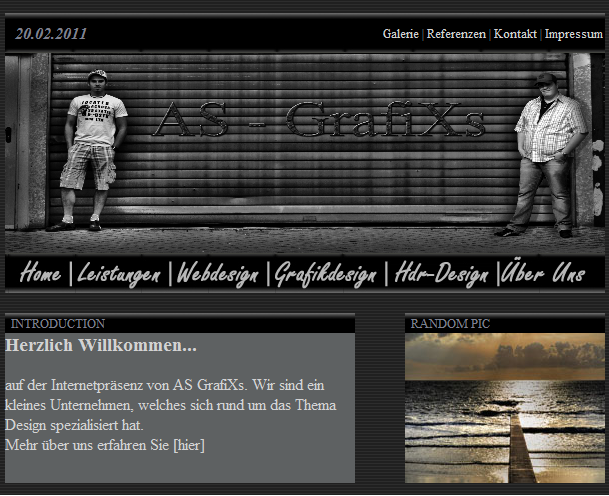 20.02.2011
Galerie | Referenzen | Kontakt | Impressum
AS - GrafiXs
Home | Leistungen | Webdesign | Grafikdesign | Hdr-Design | Über Uns
INTRODUCTION
Herzlich Willkommen...
auf der Internetpräsenz von AS GrafiXs. Wir sind ein
kleines Unternehmen, welches sich rund um das Thema
Design spezialisiert hat.
Mehr über uns erfahren Sie [hier]
RANDOM PIC